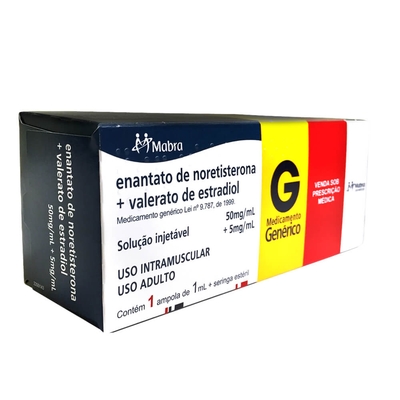 Mabra
enantato de noretisterona
+ valerato de estradiol
Medicamento genérico Lei nº 9.787, de 1999.
50mg/mL
Solução injetável
+ 5mg/mL
USO INTRAMUSCULAR
USO ADULTO
Contém 1 ampola de 1mL + seringa estéril
G
Medicamento
Genérico
VENDA SOB
PRESCRIÇÃO
MÉDICA
Mabra
enantato de noretisterona
+ valerato de estradiol
50mg/mL + 5mg/mL